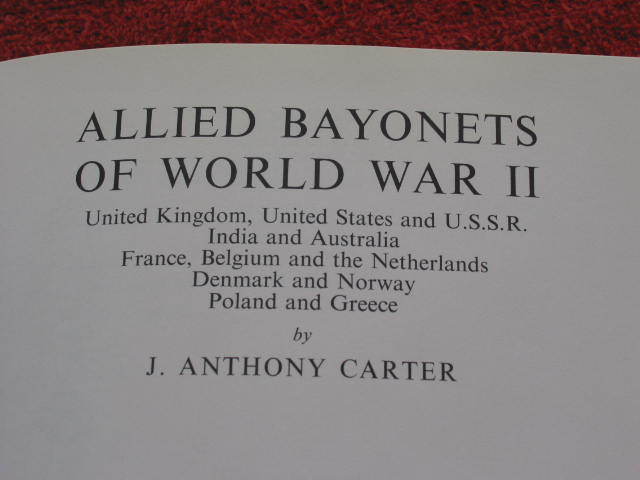 ALLIED BAYONETS
OF WORLD WAR II
United Kingdom, United States and U.S.S.R.
India and Australia
France, Belgium and the Netherlands
Denmark and Norway
Poland and Greece
by
J. ANTHONY CARTER